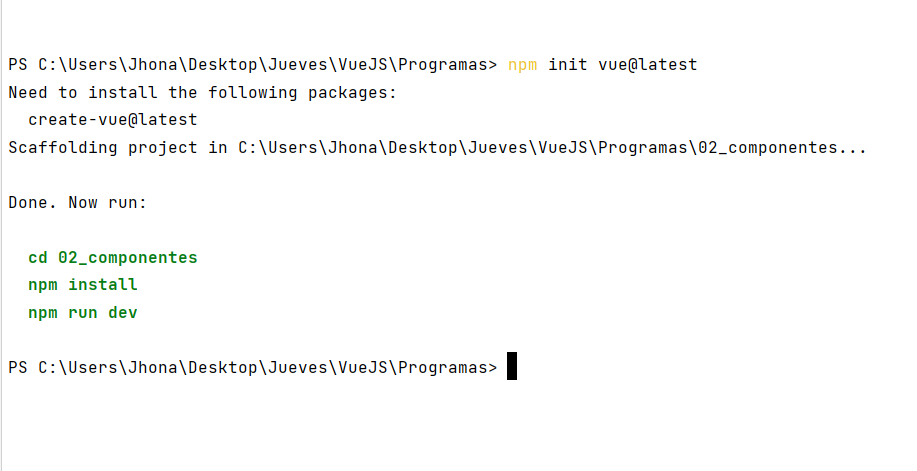 PS C:\Users\Jhona\Desktop\Jueves\VueJS\Programas> npm init vue@latest
Need to install the following packages:
  create-vue@latest
Scaffolding project in C:\Users\Jhona\Desktop\Jueves\VueJS\Programas\02_componentes...
Done. Now run:
  cd 02_componentes
  npm install
  npm run dev
PS C:\Users\Jhona\Desktop\Jueves\VueJS\Programas>